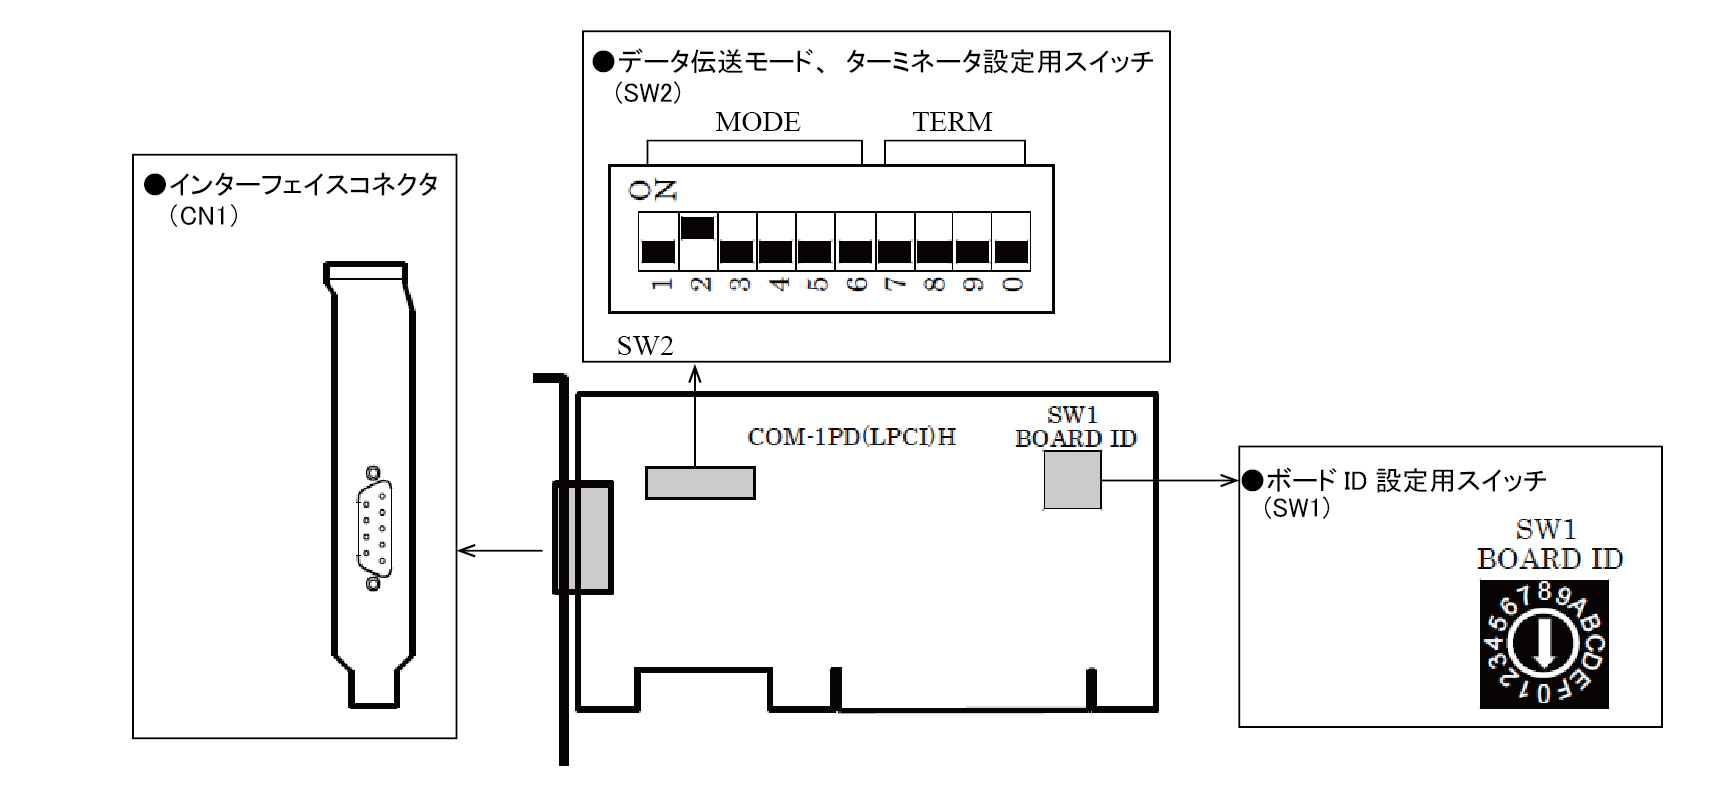 ●データ伝送モード、ターミネータ設定用スイッチ
（SW2）
MODE TERM
ON
1 2 3 4 5 6 7 8 9 0
SW2
●インターフェイスコネクタ
（CN1）
COM-1PD(LPCI)H
SW1
BOARD ID
●ボード ID 設定用スイッチ
（SW1）
SW1
BOARD ID
0 1 2 3 4 5 6 7 8 9 A B C D E F